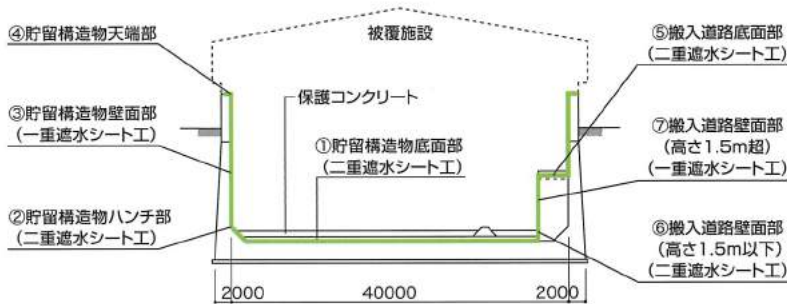 ④貯留構造物天端部
被覆施設
⑤搬入道路底面部
(二重遮水シート工)
保護コンクリート
③貯留構造物壁面部
(一重遮水シート工)
①貯留構造物底面部
(二重遮水シート工)
⑦搬入道路壁面部
(高さ1.5m超)
(一重遮水シート工)
②貯留構造物ハンチ部
(二重遮水シート工)
⑥搬入道路壁面部
(高さ1.5m以下)
(二重遮水シート工)
2000 40000 2000